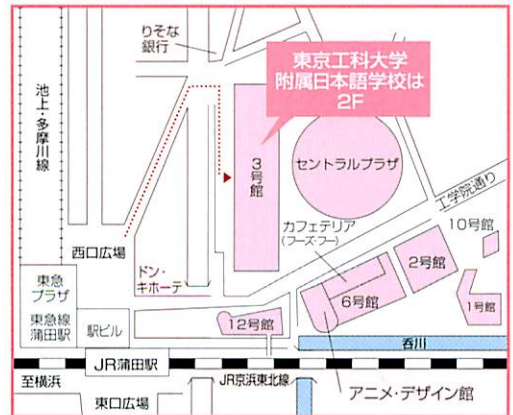 りそな
銀行
東京工科大学
附属日本語学校は
2F
池上・多摩川線
3号館
セントラルプラザ
工学院通り
カフェテリア
(フーズ・フー)
10号館
西口広場
2号館
東急
プラザ
ドン・
キホーテ
6号館
1号館
東急線
蒲田駅
駅ビル
12号館
呑川
JR蒲田駅
至横浜
JR京浜東北線
アニメ・デザイン館
東口広場